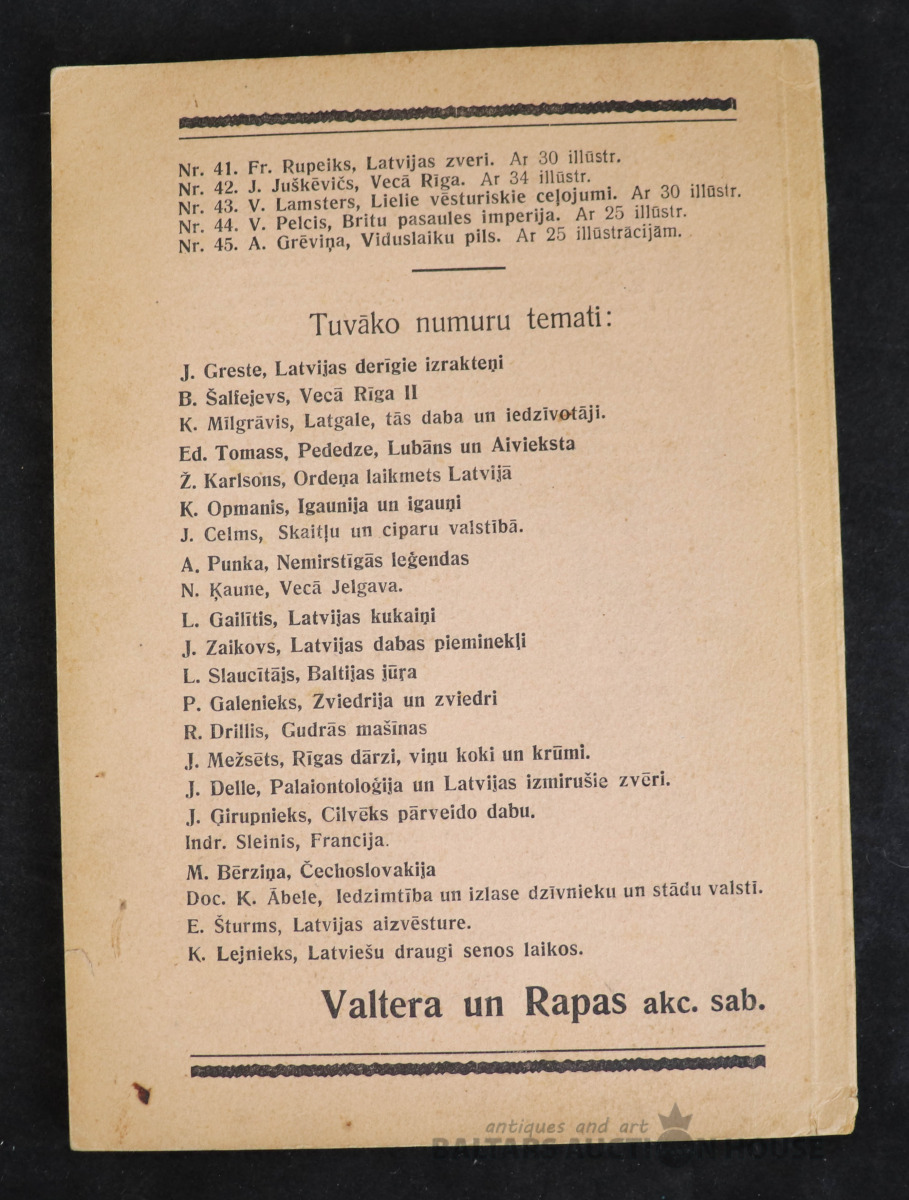 Nr. 41. Fr. Rupeiks, Latvijas zveri. Ar 30 illūstr.
Nr. 42. J. Juškēvičs, Vecā Rīga. Ar 34 illūstr.
Nr. 43. V. Lamsters, Lielie vēsturiskie ceļojumi. Ar 30 illūstr.
Nr. 44. V. Pelcis, Britu pasaules imperija. Ar 25 illūstr.
Nr. 45. A. Grēviņa, Viduslaiku pils. Ar 25 illūstrācijām.
Tuvāko numuru temati:
J. Greste, Latvijas derīgie izrakteņi
B. Šalfejevs, Vecā Rīga II
K. Mīlgrāvis, Latgale, tās daba un iedzīvotāji.
Ed. Tomass, Pededze, Lubāns un Aivieksta
Ž. Karlsons, Ordeņa laikmets Latvijā
K. Opmanis, Igaunija un igauņi
J. Celms, Skaitļu un ciparu valstībā.
A. Punka, Nemirstīgās leģendas
N. Ķaune, Vecā Jelgava.
L. Gailītis, Latvijas kukaiņi
J. Zaikovs, Latvijas dabas pieminekļi
L. Slaucītājs, Baltijas jūra
P. Galenieks, Zviedrija un zviedri
R. Drillis, Gudrās mašīnas
J. Mežsēts, Rīgas dārzi, viņu koki un krūmi.
J. Delle, Palaiontoloģija un Latvijas izmirušie zvēri.
J. Ģirupnieks, Cilvēks pārveido dabu.
Indr. Sleinis, Francija.
M. Bērziņa, Čechoslovakija
Doc. K. Ābele, Iedzimtība un izlase dzīvnieku un stādu valstī.
E. Šturms, Latvijas aizvēsture.
K. Lejnieks, Latviešu draugi senos laikos.
Valtera un Rapas akc. sab.
antiques and art
BALTARS AUCTION HOUSE